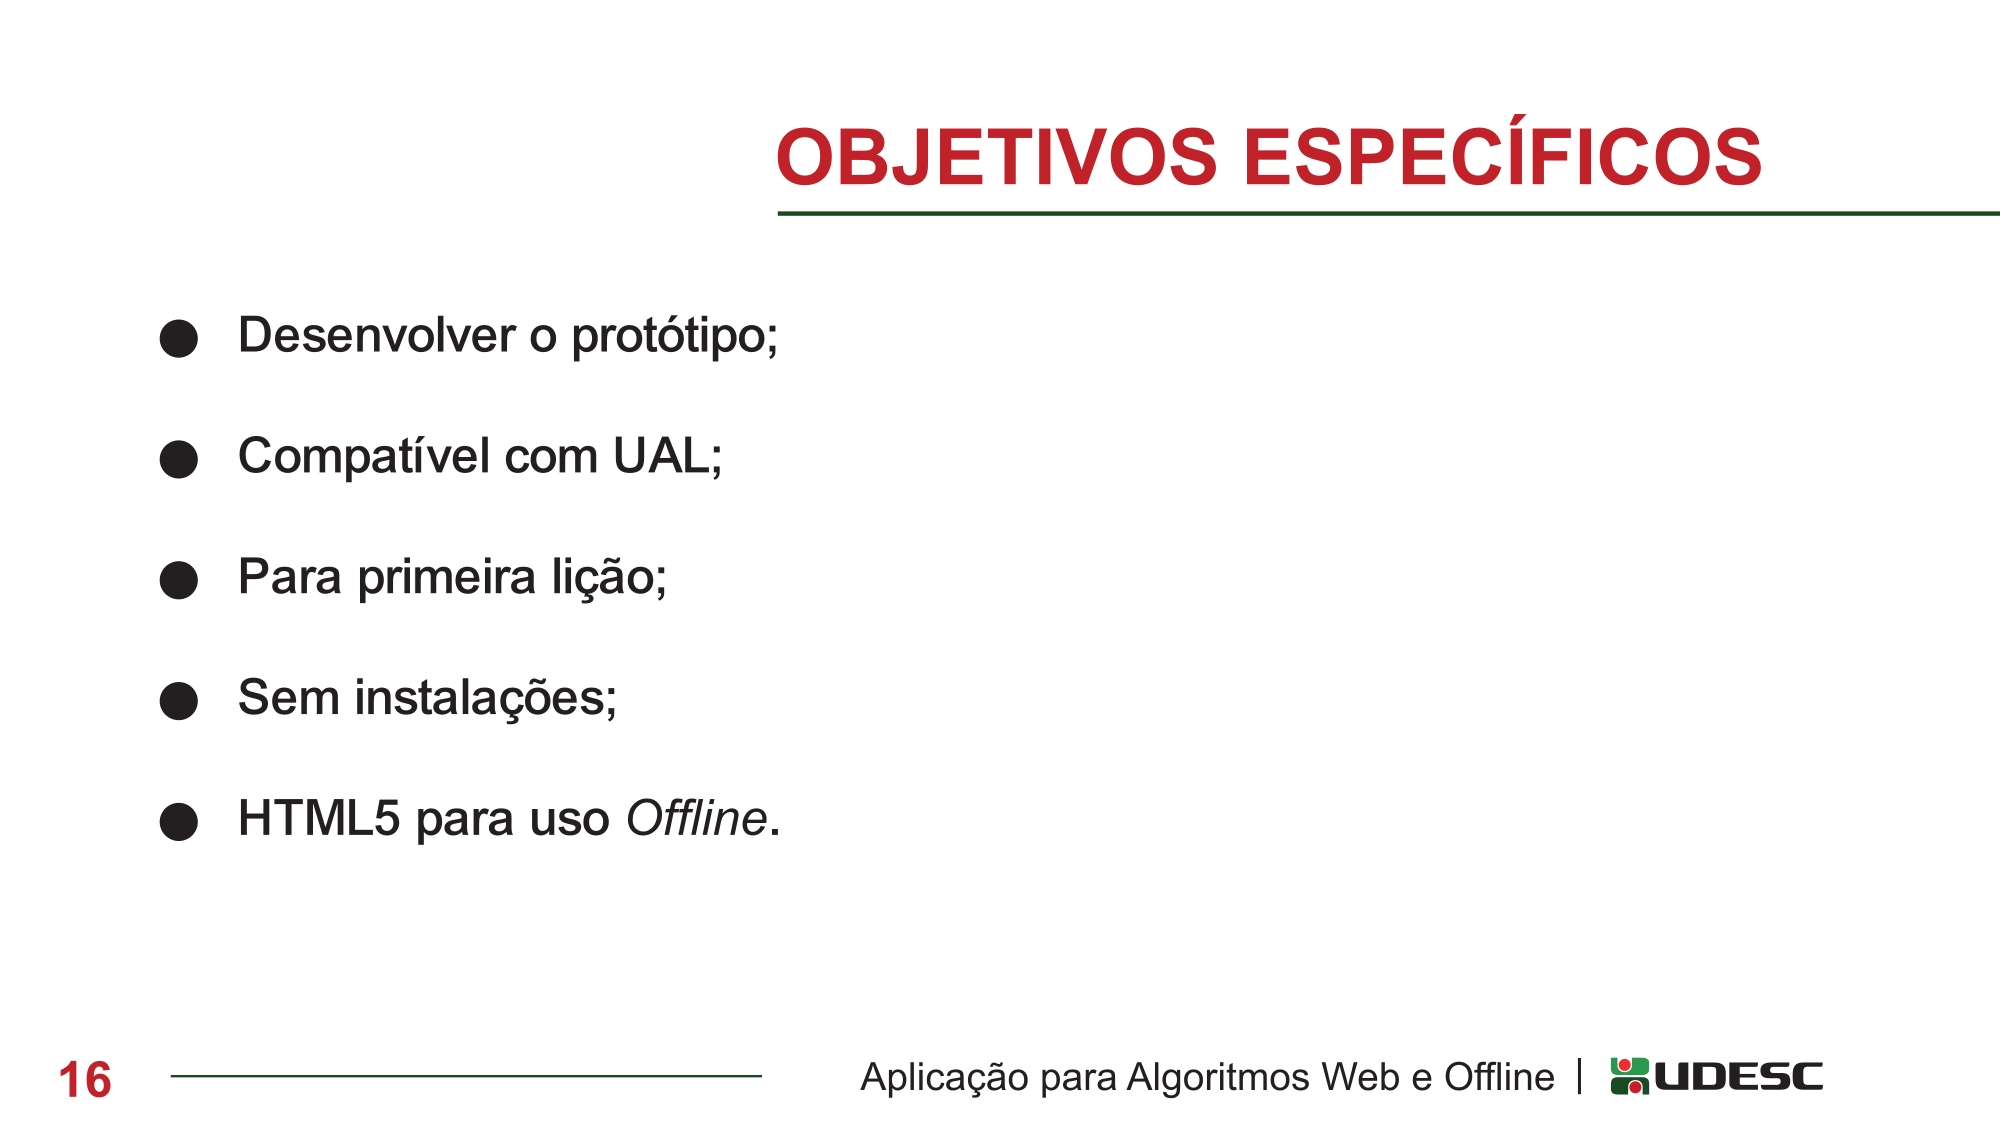 OBJETIVOS ESPECÍFICOS
● Desenvolver o protótipo;
● Compatível com UAL;
● Para primeira lição;
● Sem instalações;
● HTML5 para uso Offline.
16
Aplicação para Algoritmos Web e Offline | UDESC